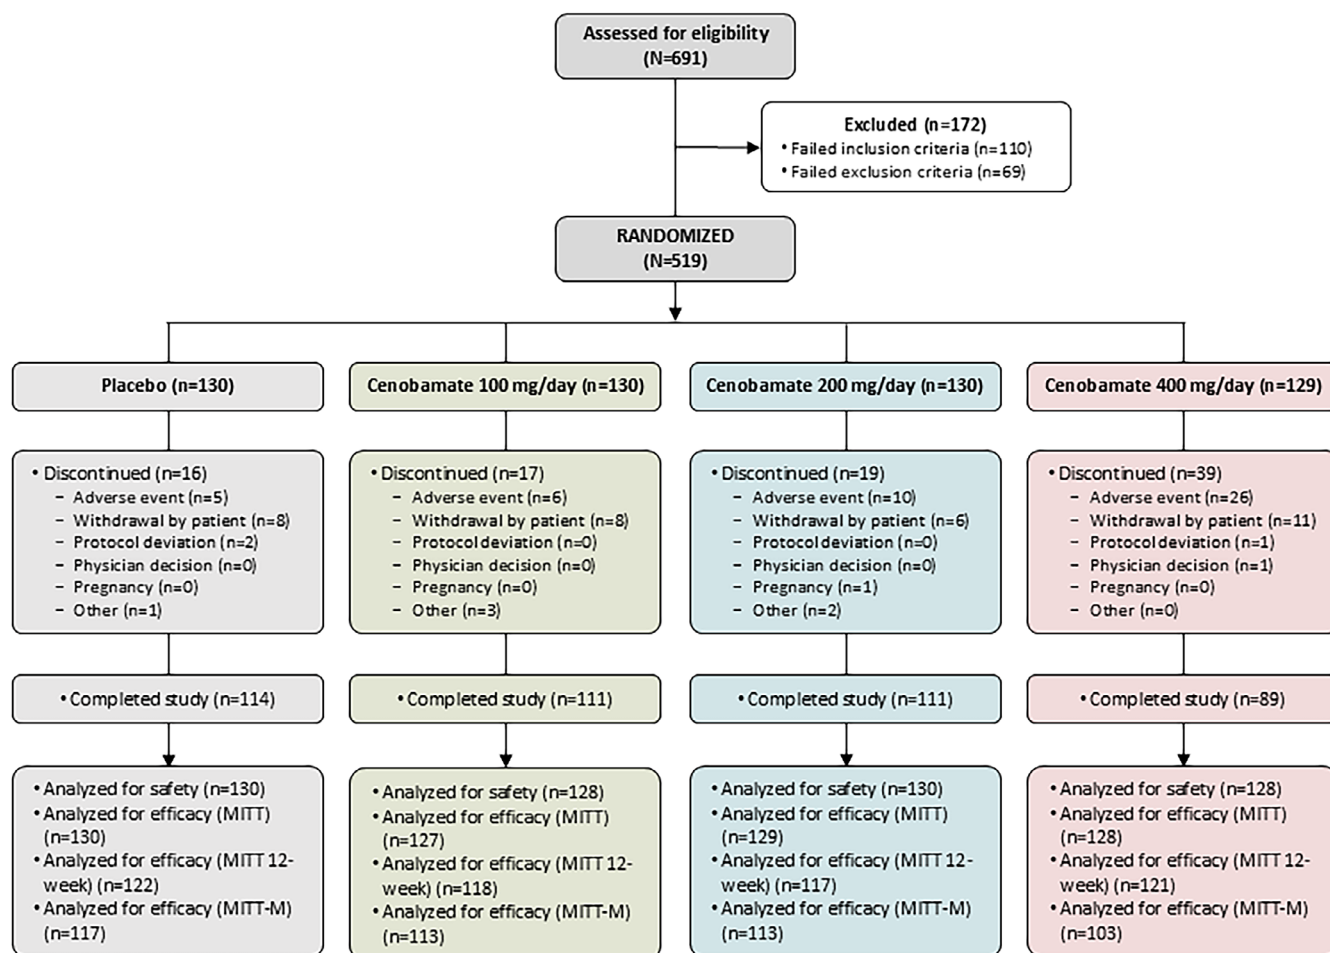 Assessed for eligibility
(N=691)
Excluded (n=172)
• Failed inclusion criteria (n=110)
• Failed exclusion criteria (n=69)
RANDOMIZED
(N=519)
Placebo (n=130)
Cenobamate 100 mg/day (n=130)
Cenobamate 200 mg/day (n=130)
Cenobamate 400 mg/day (n=129)
• Discontinued (n=16)
– Adverse event (n=5)
– Withdrawal by patient (n=8)
– Protocol deviation (n=2)
– Physician decision (n=0)
– Pregnancy (n=0)
– Other (n=1)
• Discontinued (n=17)
– Adverse event (n=6)
– Withdrawal by patient (n=8)
– Protocol deviation (n=0)
– Physician decision (n=0)
– Pregnancy (n=0)
– Other (n=3)
• Discontinued (n=19)
– Adverse event (n=10)
– Withdrawal by patient (n=6)
– Protocol deviation (n=0)
– Physician decision (n=0)
– Pregnancy (n=1)
– Other (n=2)
• Discontinued (n=39)
– Adverse event (n=26)
– Withdrawal by patient (n=11)
– Protocol deviation (n=1)
– Physician decision (n=1)
– Pregnancy (n=0)
– Other (n=0)
• Completed study (n=114)
• Completed study (n=111)
• Completed study (n=111)
• Completed study (n=89)
• Analyzed for safety (n=130)
• Analyzed for efficacy (MITT)
(n=130)
• Analyzed for efficacy (MITT 12-
week) (n=122)
• Analyzed for efficacy (MITT-M)
(n=117)
• Analyzed for safety (n=128)
• Analyzed for efficacy (MITT)
(n=127)
• Analyzed for efficacy (MITT 12-
week) (n=118)
• Analyzed for efficacy (MITT-M)
(n=113)
• Analyzed for safety (n=130)
• Analyzed for efficacy (MITT)
(n=129)
• Analyzed for efficacy (MITT 12-
week) (n=117)
• Analyzed for efficacy (MITT-M)
(n=113)
• Analyzed for safety (n=128)
• Analyzed for efficacy (MITT)
(n=128)
• Analyzed for efficacy (MITT 12-
week) (n=121)
• Analyzed for efficacy (MITT-M)
(n=103)